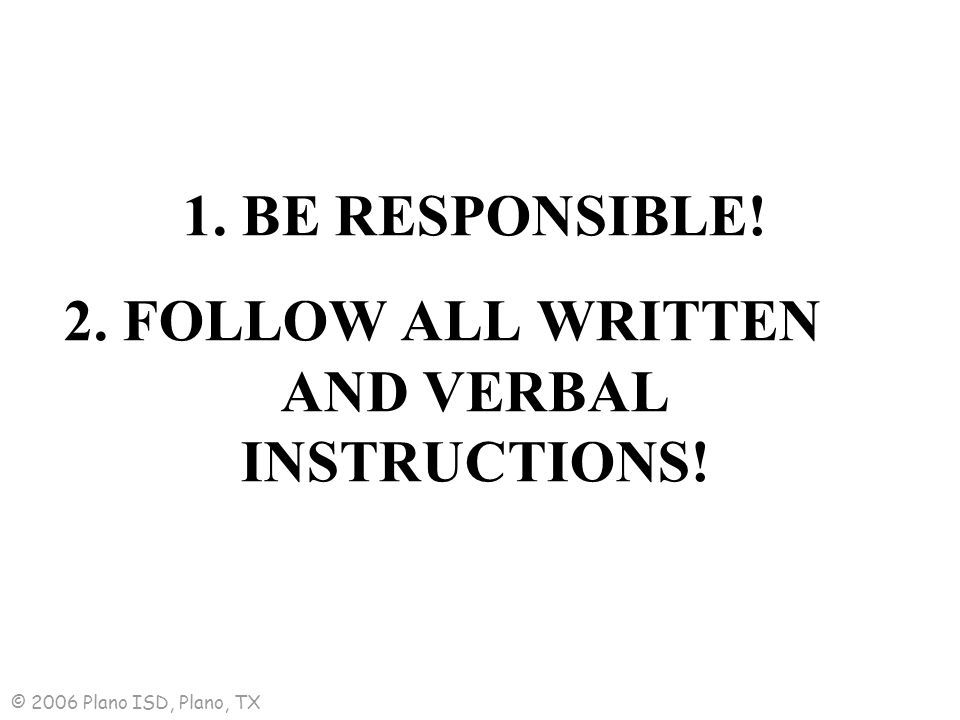 1. BE RESPONSIBLE!
2. FOLLOW ALL WRITTEN
AND VERBAL
INSTRUCTIONS!
© 2006 Plano ISD, Plano, TX